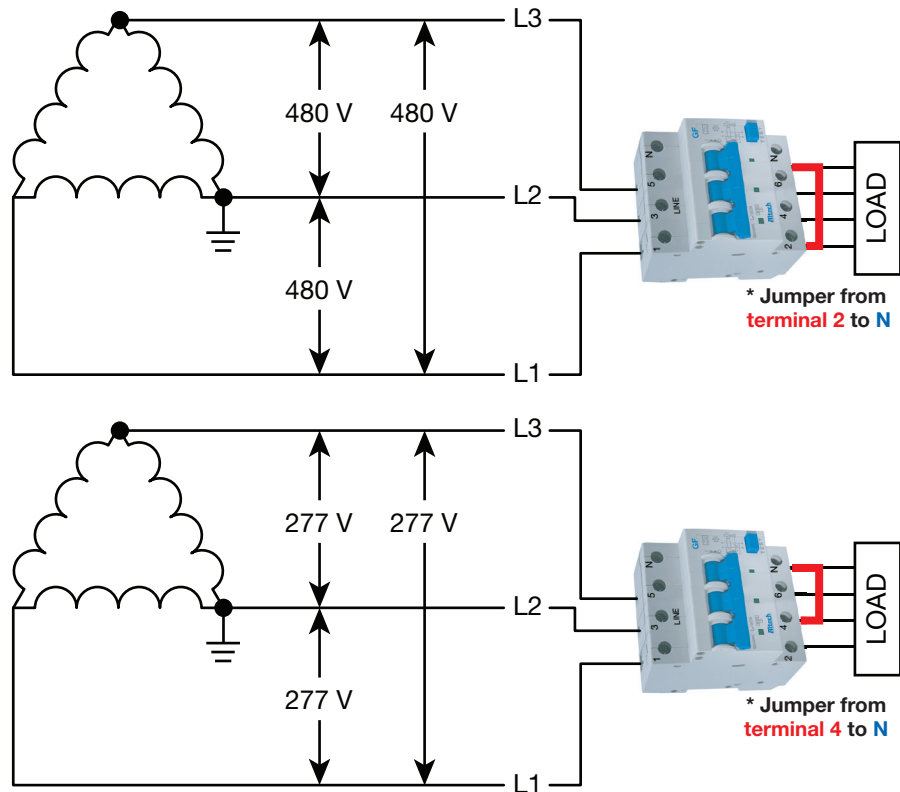 L3
480 V
480 V
L2
480 V
L1
GF
N
5
3
LINE
1
N
6
4
2
LOAD
* Jumper from
terminal 2 to N
L3
277 V
277 V
L2
277 V
L1
GF
N
5
3
LINE
1
N
6
4
2
LOAD
* Jumper from
terminal 4 to N